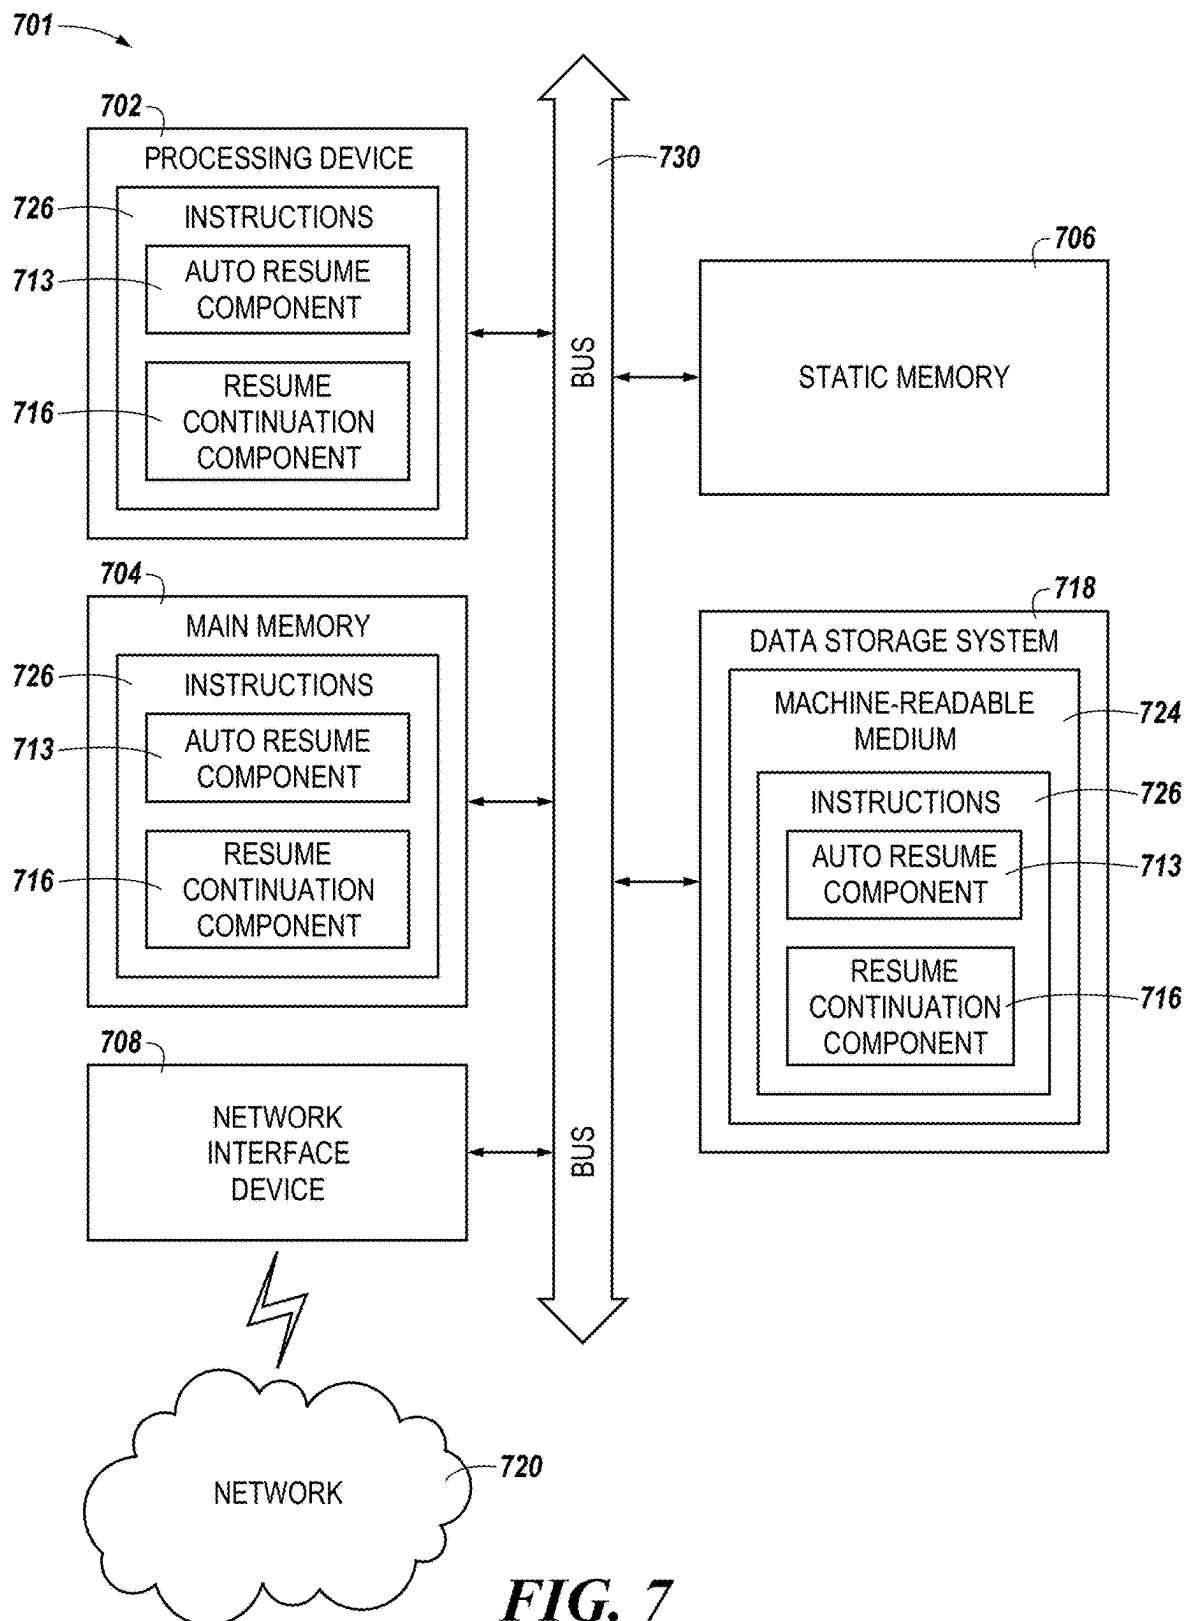 701
702
PROCESSING DEVICE
726
INSTRUCTIONS
713
AUTO RESUME
COMPONENT
716
RESUME
CONTINUATION
COMPONENT
704
MAIN MEMORY
726
INSTRUCTIONS
713
AUTO RESUME
COMPONENT
716
RESUME
CONTINUATION
COMPONENT
708
NETWORK
INTERFACE
DEVICE
NETWORK
720
BUS
730
BUS
706
STATIC MEMORY
718
DATA STORAGE SYSTEM
MACHINE-READABLE
MEDIUM
724
INSTRUCTIONS
726
AUTO RESUME
COMPONENT
713
RESUME
CONTINUATION
COMPONENT
716
FIG. 7